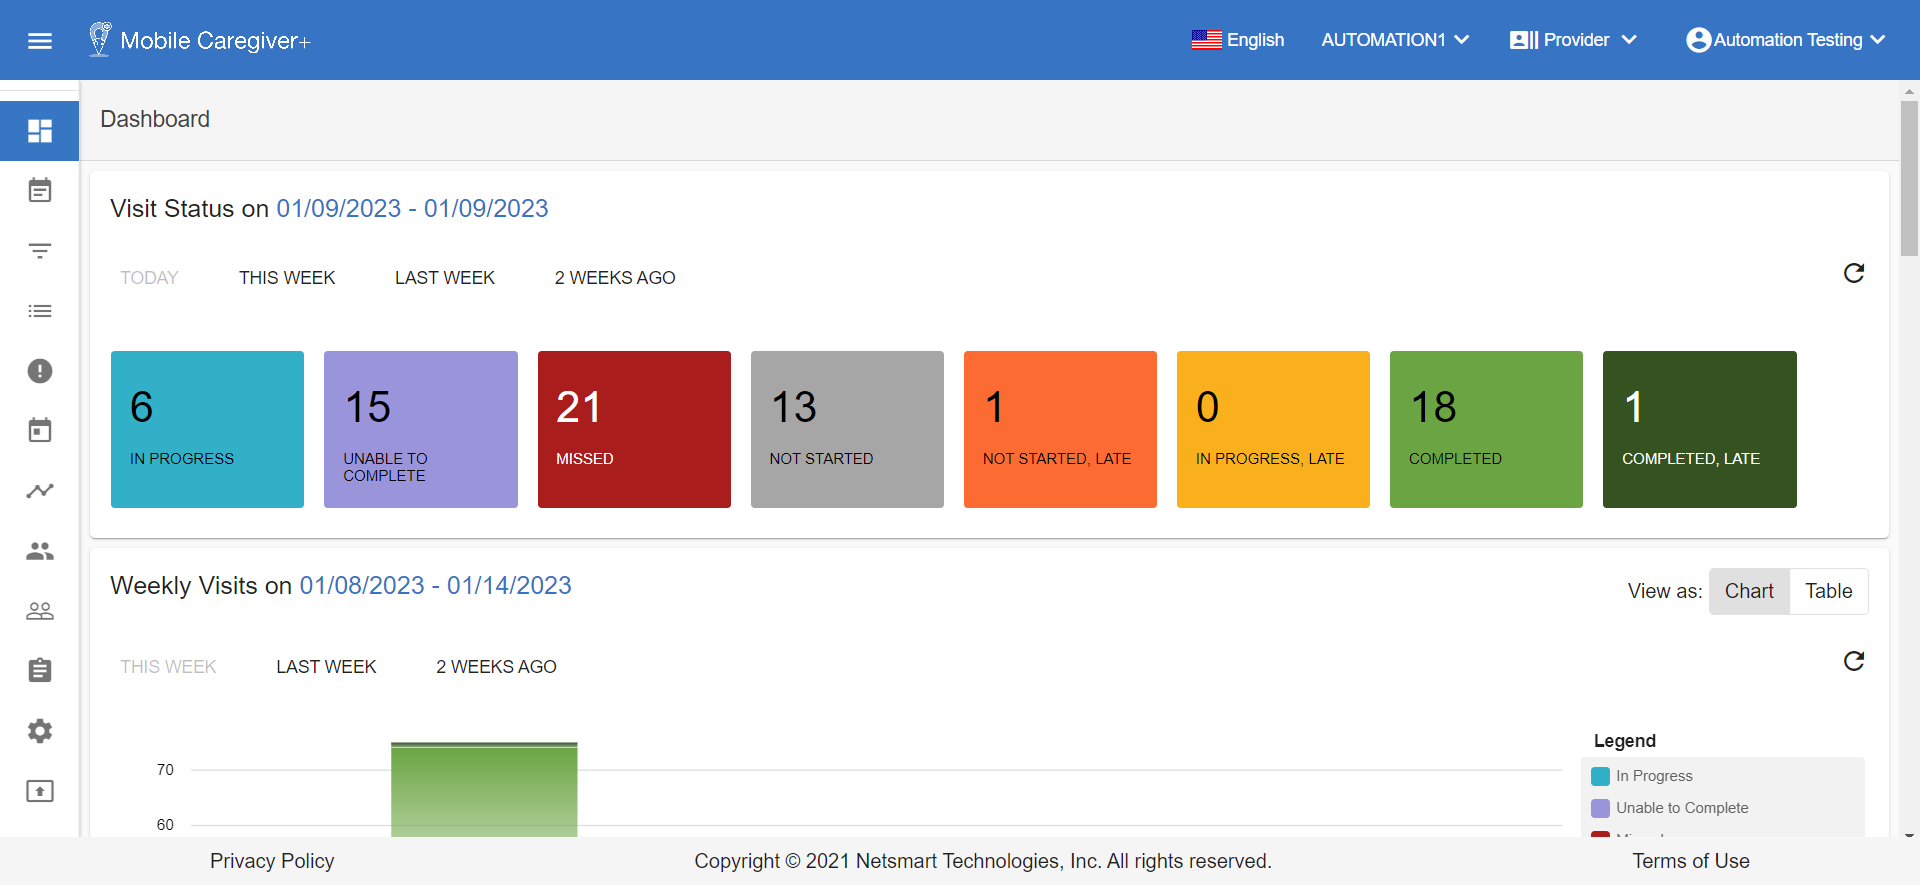 Mobile Caregiver+
English
AUTOMATION1
Provider
Automation Testing
Dashboard
Visit Status on 01/09/2023 - 01/09/2023
TODAY
THIS WEEK
LAST WEEK
2 WEEKS AGO
6
IN PROGRESS
15
UNABLE TO
COMPLETE
21
MISSED
13
NOT STARTED
1
NOT STARTED, LATE
0
IN PROGRESS, LATE
18
COMPLETED
1
COMPLETED, LATE
Weekly Visits on 01/08/2023 - 01/14/2023
View as:
Chart
Table
THIS WEEK
LAST WEEK
2 WEEKS AGO
70
60
Legend
In Progress
Unable to Complete
Privacy Policy
Copyright © 2021 Netsmart Technologies, Inc. All rights reserved.
Terms of Use